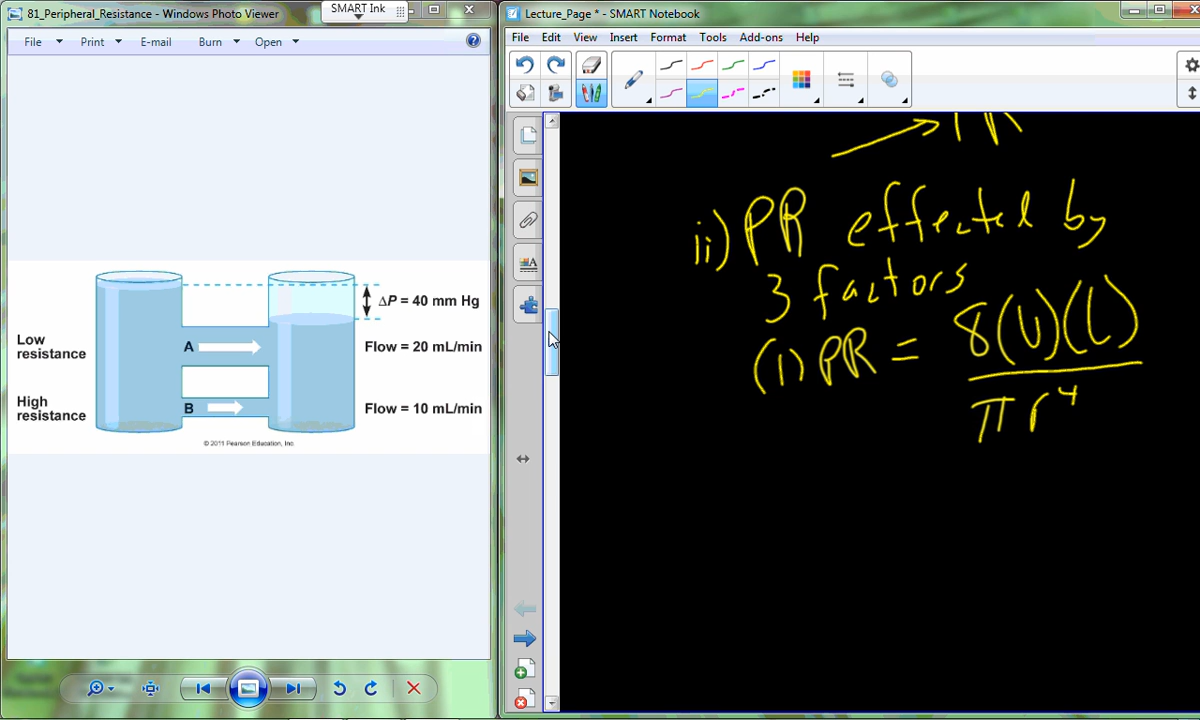 81_Peripheral_Resistance - Windows Photo Viewer
SMART Ink
File Print E-mail Burn Open
Low
resistance
High
resistance
A
B
ΔP = 40 mm Hg
Flow = 20 mL/min
Flow = 10 mL/min
© 2011 Pearson Education, Inc.
Lecture_Page * - SMART Notebook
File Edit View Insert Format Tools Add-ons Help
PR
ii) PR effected by
3 factors
(1) PR = 8(V)(L)
π r⁴